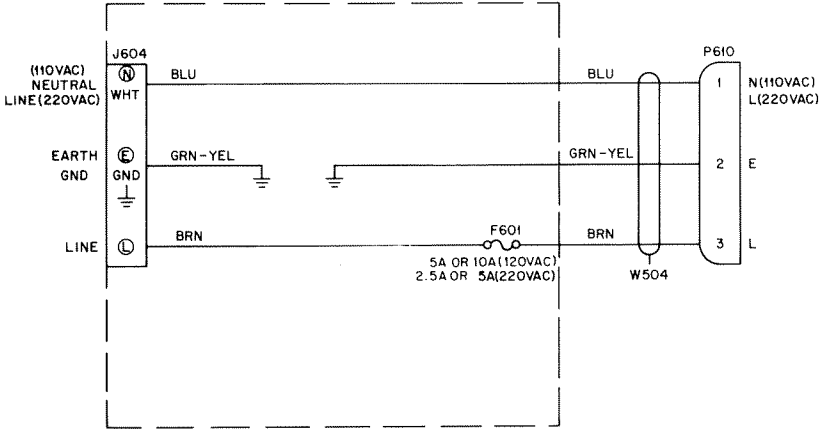 J604
(110VAC)
NEUTRAL
LINE(220VAC)
N
WHT
BLU
BLU
P610
1
N(110VAC)
L(220VAC)
EARTH
GND
E
GND
GRN-YEL
GRN-YEL
2
E
LINE
L
BRN
F601
5A OR 10A(120VAC)
2.5A OR 5A(220VAC)
BRN
3
L
W504